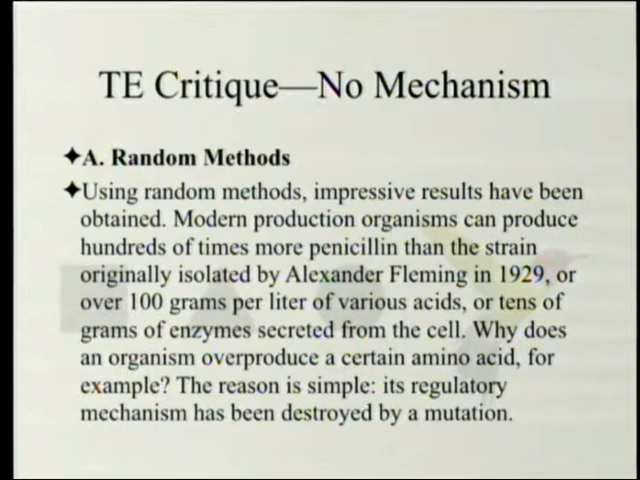 TE Critique—No Mechanism
✦A. Random Methods
✦Using random methods, impressive results have been
obtained. Modern production organisms can produce
hundreds of times more penicillin than the strain
originally isolated by Alexander Fleming in 1929, or
over 100 grams per liter of various acids, or tens of
grams of enzymes secreted from the cell. Why does
an organism overproduce a certain amino acid, for
example? The reason is simple: its regulatory
mechanism has been destroyed by a mutation.